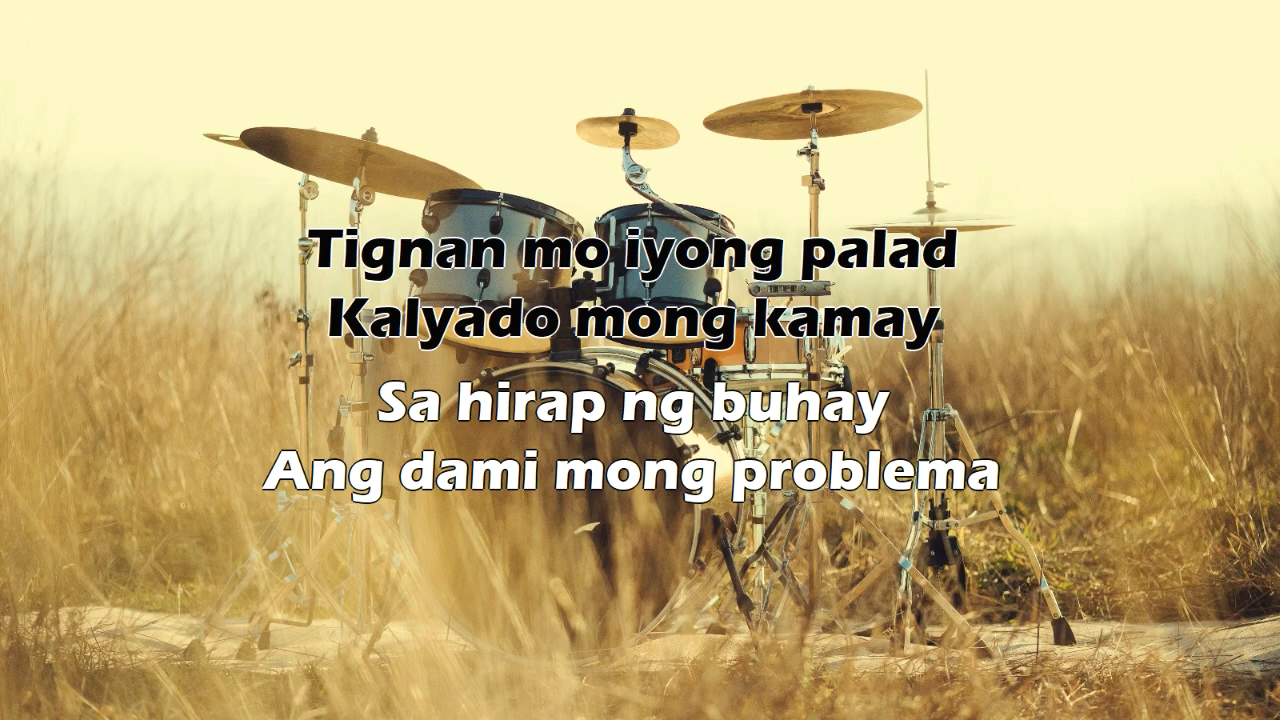 Tignan mo iyong palad
Kalyado mong kamay
Sa hirap ng buhay
Ang dami mong problema